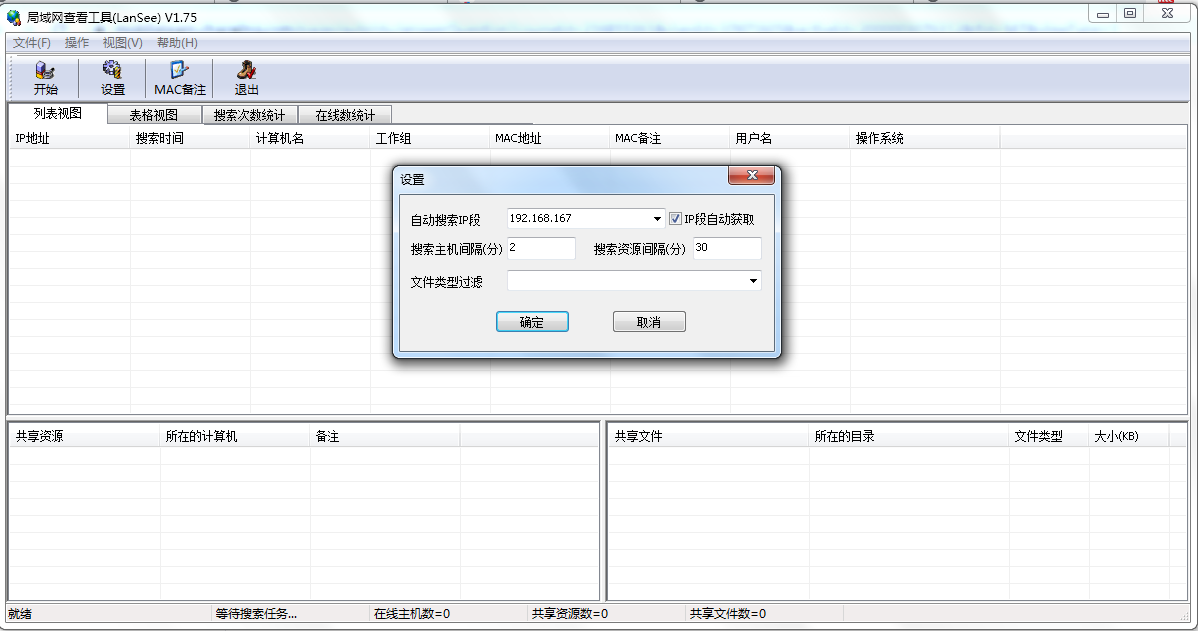 局域网查看工具(LanSee) V1.75
文件(F) 操作 视图(V) 帮助(H)
开始 设置 MAC备注 退出
列表视图 表格视图 搜索次数统计 在线数统计
IP地址 搜索时间 计算机名 工作组 MAC地址 MAC备注 用户名 操作系统
设置
自动搜索IP段 192.168.167 IP段自动获取
搜索主机间隔(分) 2 搜索资源间隔(分) 30
文件类型过滤
确定 取消
共享资源 所在的计算机 备注 共享文件 所在的目录 文件类型 大小(KB)
就绪 等待搜索任务... 在线主机数=0 共享资源数=0 共享文件数=0